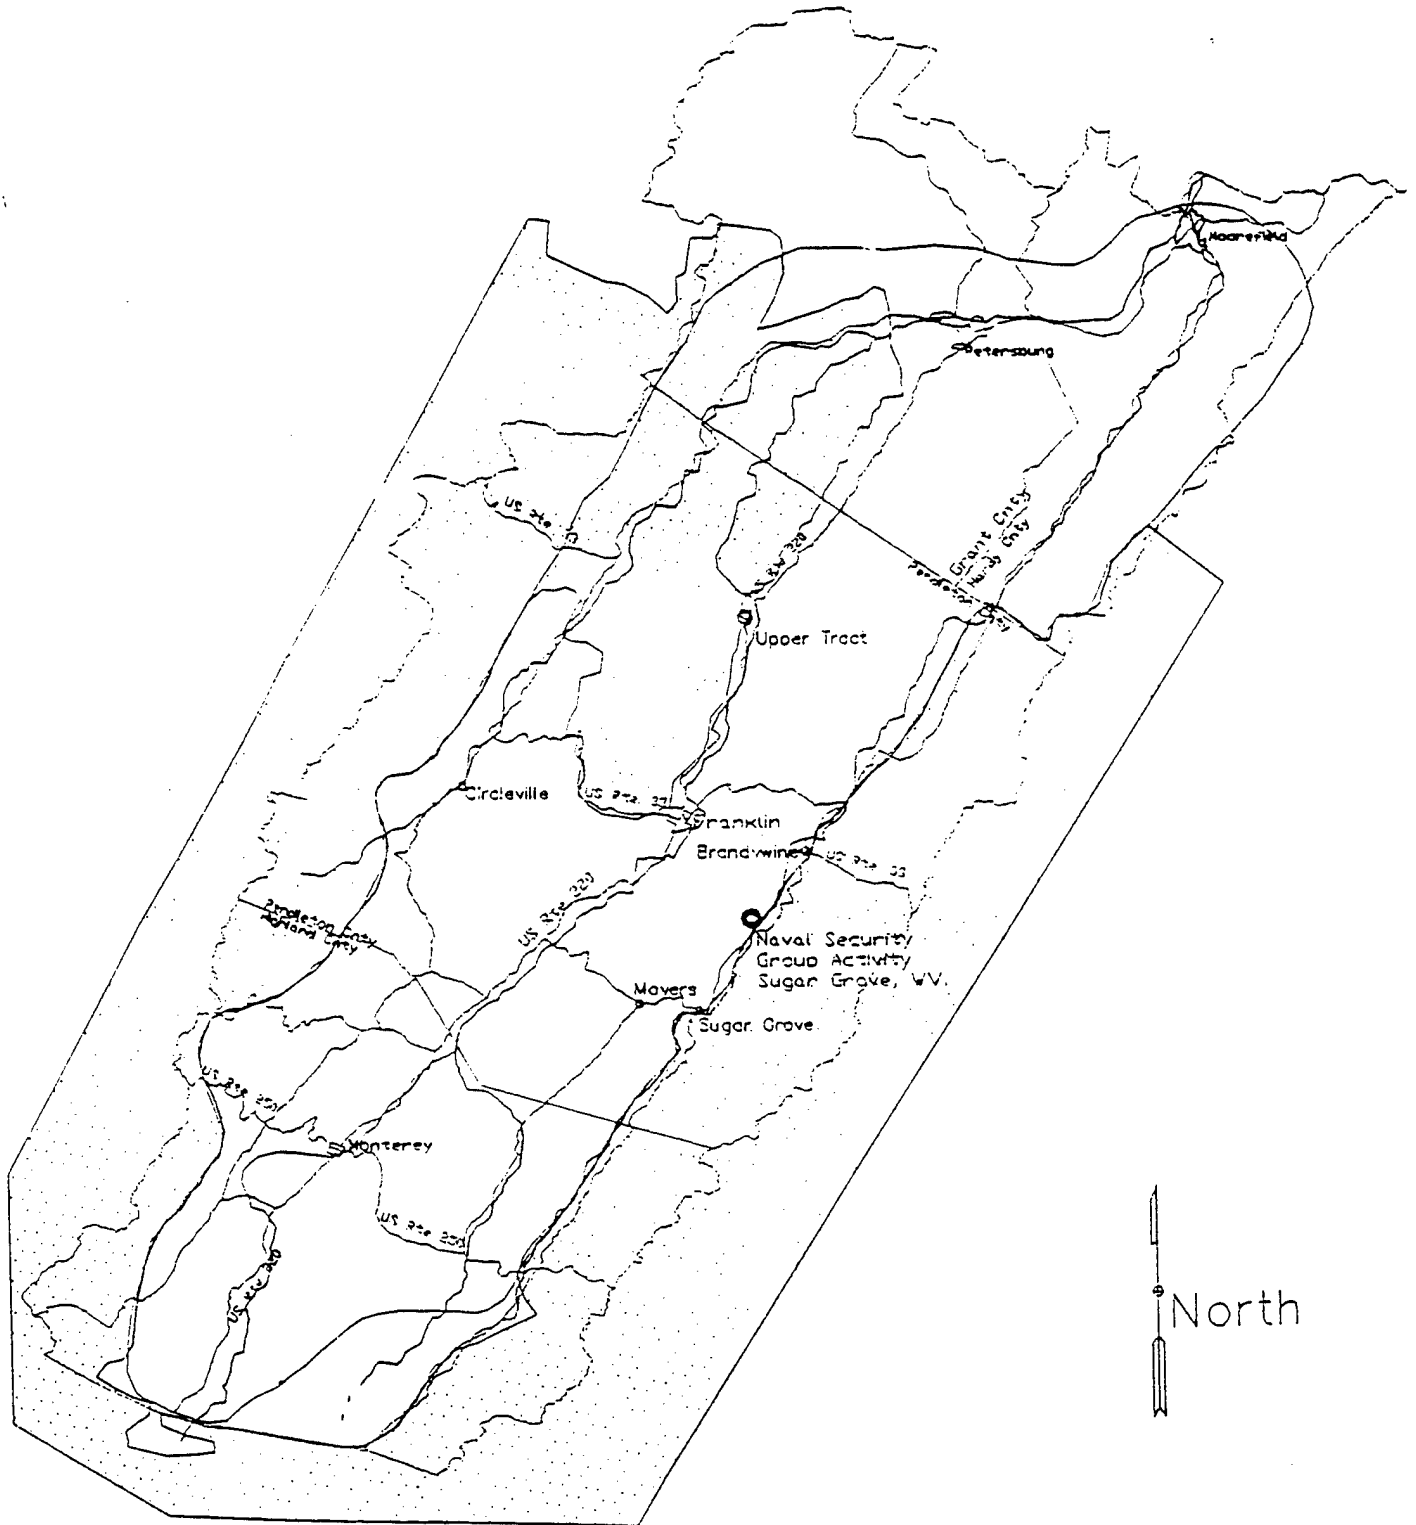 Moorefield
Petersburg
US Rte 33
US RW 220
Grant Cnty
Hardy Cnty
Pendleton Cnty
Upper Tract
Circleville
US Rte. 33
Franklin
Brandywine
US Rte 33
US Rte 220
Pendleton Cnty
Highland Cnty
Naval Security
Group Activity
Sugar Grove, WV.
Moyers
Sugar Grove
US Rte 250
Monterey
US Rte 250
US Rte 220
North